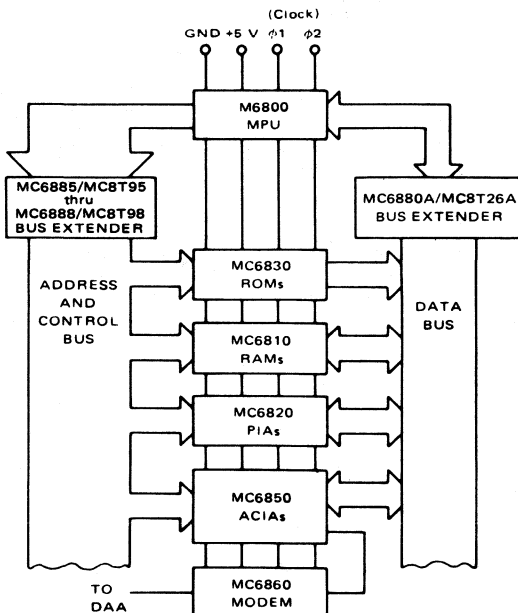 (Clock)
GND +5 V ϕ1 ϕ2
M6800
MPU
MC6885/MC8T95
thru
MC6888/MC8T98
BUS EXTENDER
MC6880A/MC8T26A
BUS EXTENDER
ADDRESS
AND
CONTROL
BUS
MC6830
ROMs
DATA
BUS
MC6810
RAMs
MC6820
PIAs
MC6850
ACIAs
TO
DAA
MC6860
MODEM